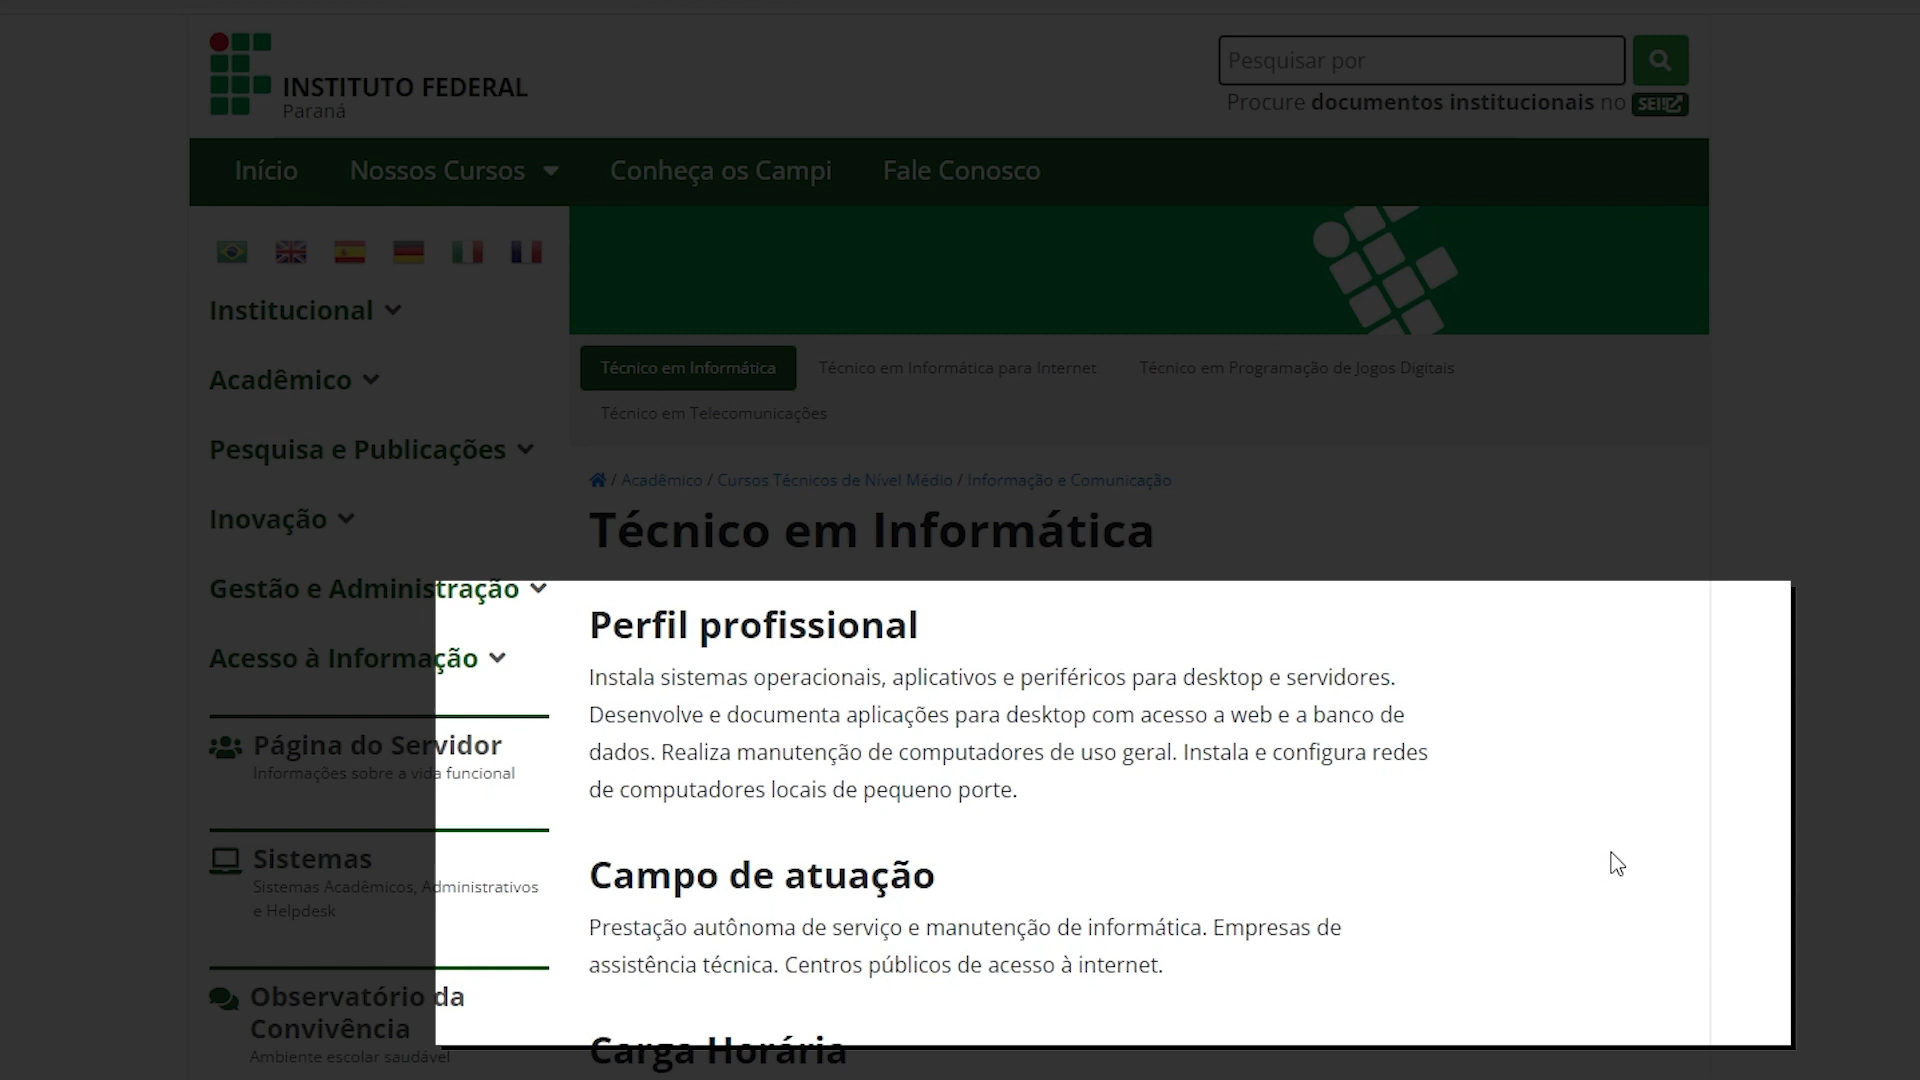 INSTITUTO FEDERAL
Paraná
Pesquisar por
Procure documentos institucionais no SEI!
Início
Nossos Cursos
Conheça os Campi
Fale Conosco
Institucional
Acadêmico
Pesquisa e Publicações
Inovação
Gestão e Administração
Acesso à Informação
Página do Servidor
Informações sobre a vida funcional
Sistemas
Sistemas Acadêmicos, Administrativos
e Helpdesk
Observatório da
Convivência
Ambiente escolar saudável
Técnico em Informática
Técnico em Informática para Internet
Técnico em Programação de Jogos Digitais
Técnico em Telecomunicações
/ Acadêmico / Cursos Técnicos de Nível Médio / Informação e Comunicação
Técnico em Informática
Perfil profissional
Instala sistemas operacionais, aplicativos e periféricos para desktop e servidores.
Desenvolve e documenta aplicações para desktop com acesso a web e a banco de
dados. Realiza manutenção de computadores de uso geral. Instala e configura redes
de computadores locais de pequeno porte.
Campo de atuação
Prestação autônoma de serviço e manutenção de informática. Empresas de
assistência técnica. Centros públicos de acesso à internet.
Carga Horária